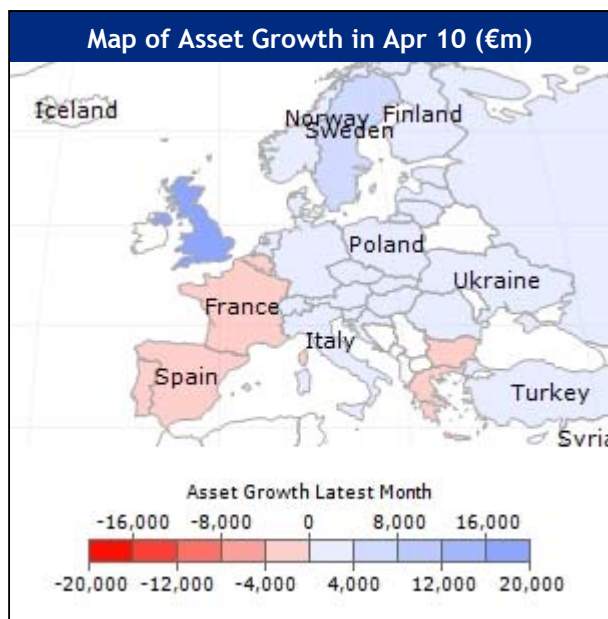 Map of Asset Growth in Apr 10 (€m)
Iceland
Norway
Finland
Sweden
Poland
Ukraine
France
Italy
Spain
Turkey
Syria
Asset Growth Latest Month
-16,000 -8,000 0 8,000 16,000
-20,000 -12,000 -4,000 4,000 12,000 20,000